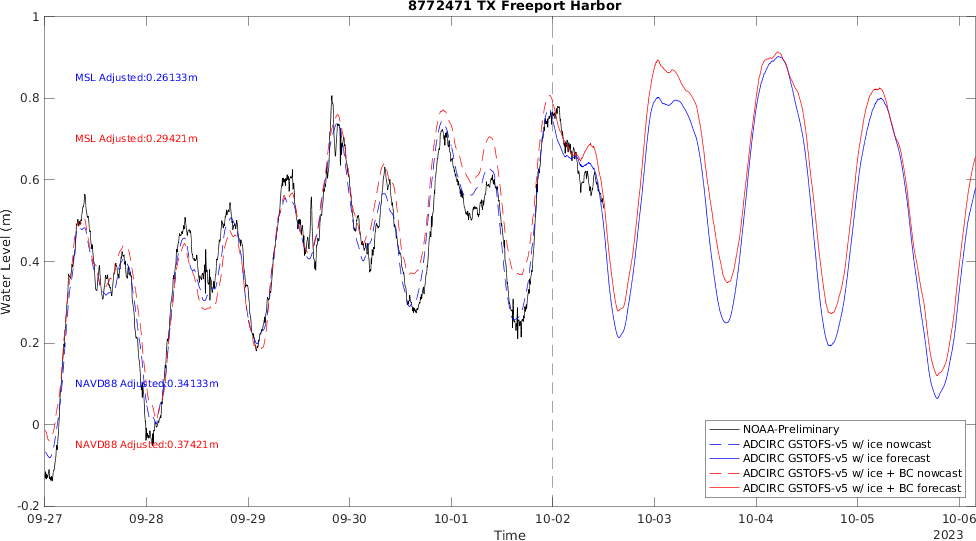 8772471 TX Freeport Harbor
1
0.8
0.6
0.4
0.2
0
-0.2
Water Level (m)
MSL Adjusted:0.26133m
MSL Adjusted:0.29421m
NAVD88 Adjusted:0.34133m
NAVD88 Adjusted:0.37421m
NOAA-Preliminary
ADCIRC GSTOFS-v5 w/ ice nowcast
ADCIRC GSTOFS-v5 w/ ice forecast
ADCIRC GSTOFS-v5 w/ ice + BC nowcast
ADCIRC GSTOFS-v5 w/ ice + BC forecast
09-27 09-28 09-29 09-30 10-01 10-02 10-03 10-04 10-05 10-06
Time
2023